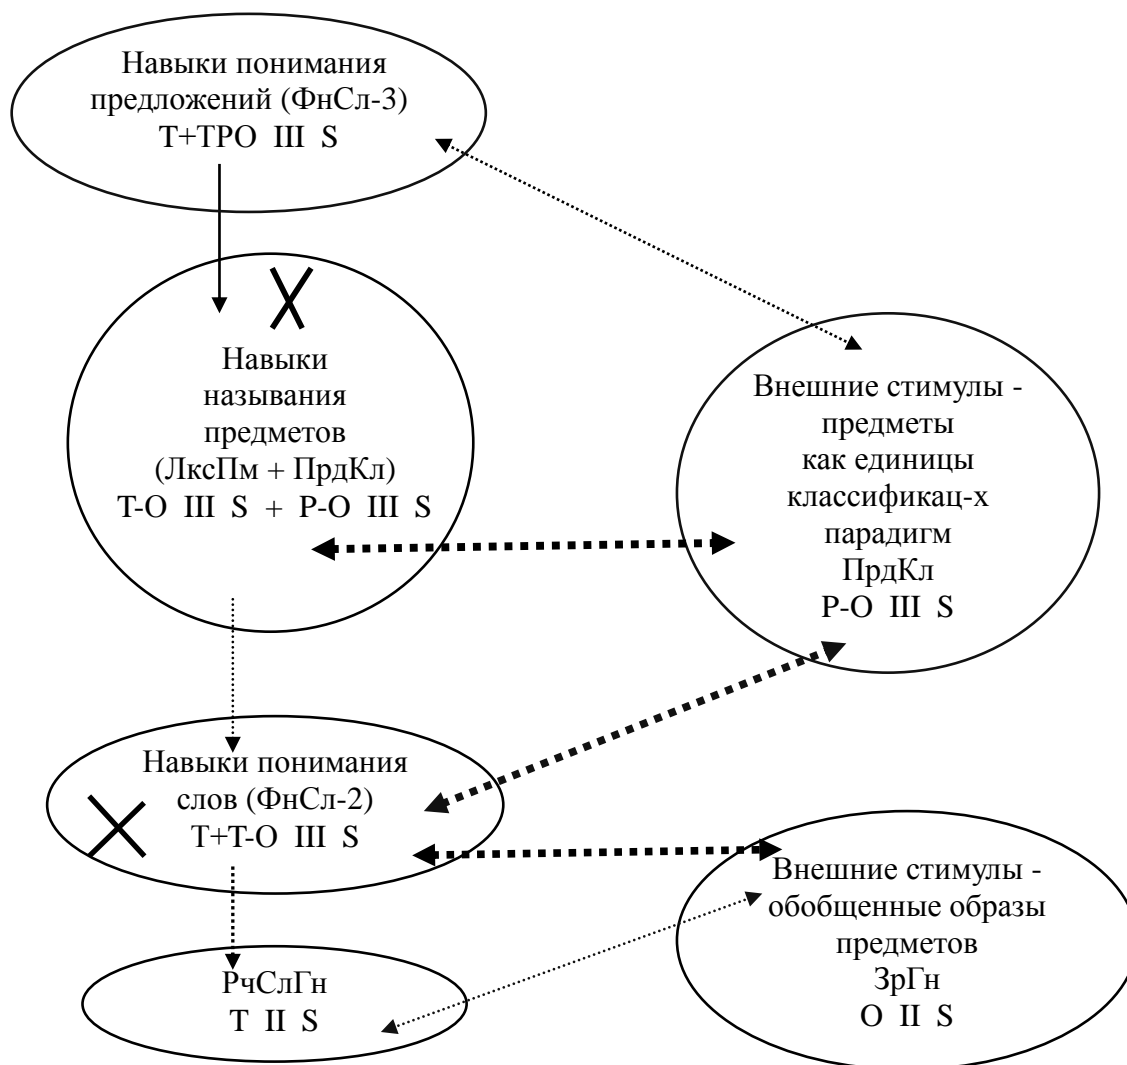 Навыки понимания
предложений (ФнСл-3)
Т+ТРО III S
Навыки
называния
предметов
(ЛксПм + ПрдКл)
Т-О III S + Р-О III S
Внешние стимулы -
предметы
как единицы
классификац-х
парадигм
ПрдКл
Р-О III S
Навыки понимания
слов (ФнСл-2)
Т+Т-О III S
Внешние стимулы -
обобщенные образы
предметов
ЗрГн
О II S
РчСлГн
Т II S